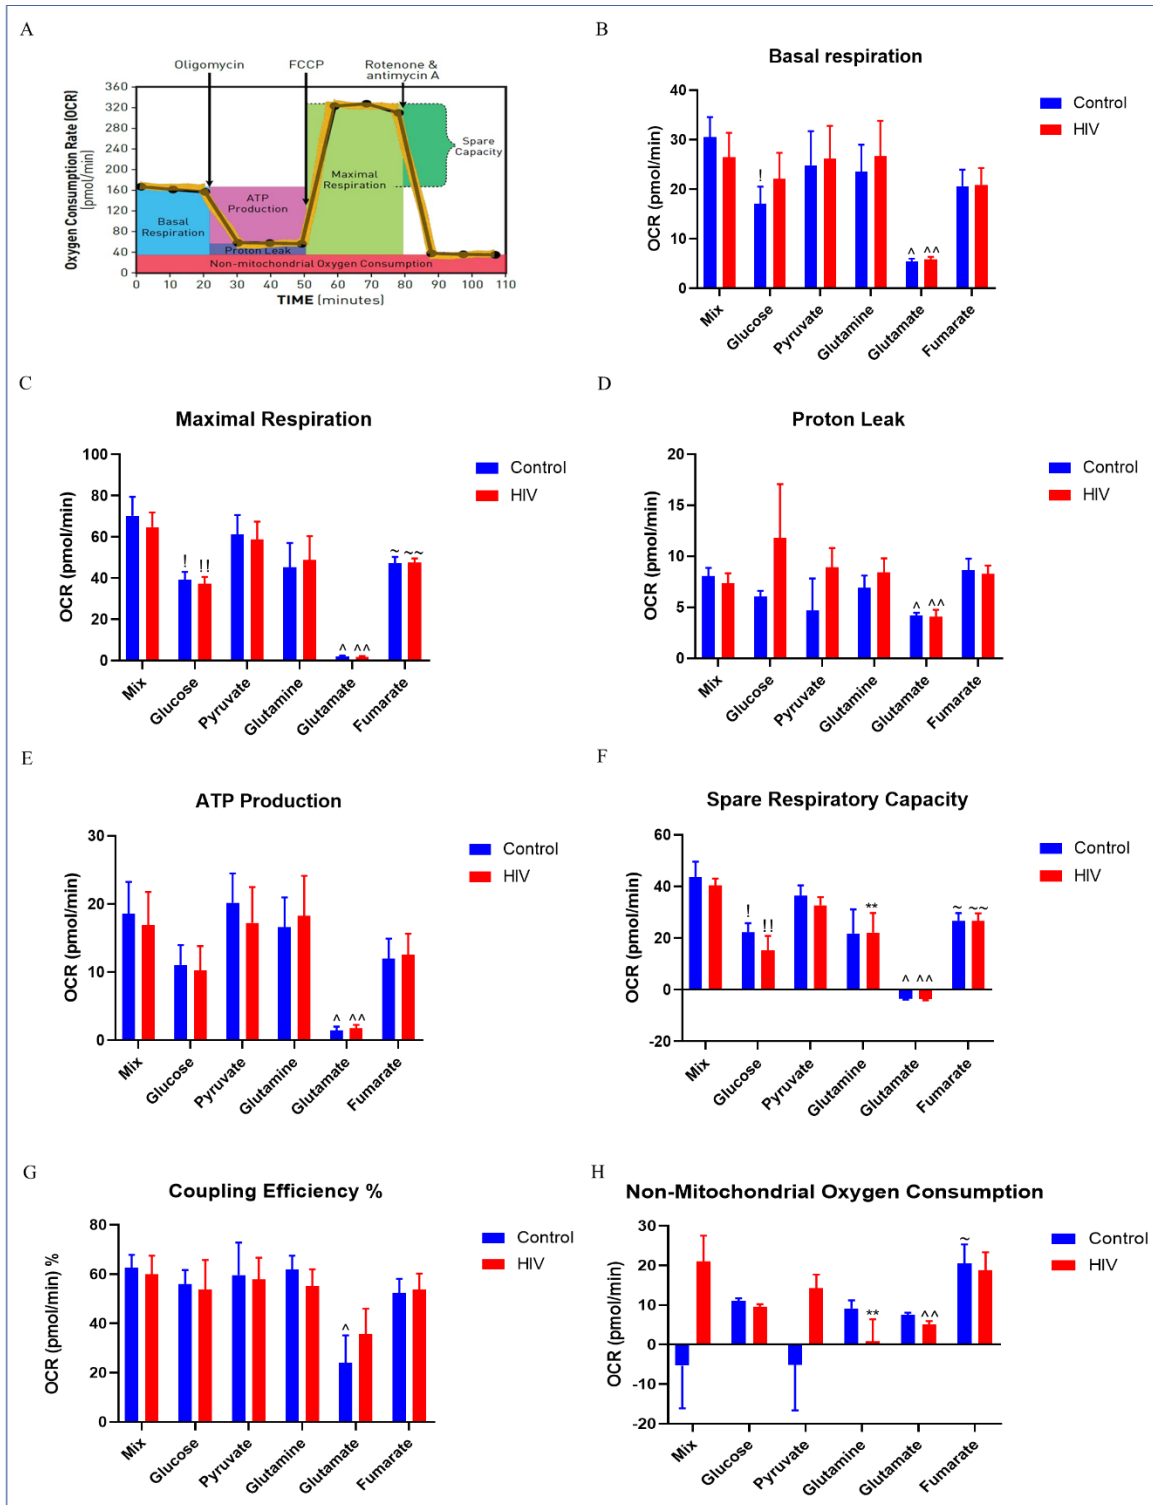 A
Oligomycin
FCCP
Rotenone &
antimycin A
Oxygen Consumption Rate (OCR)
(pmol/min)
360
320
280
240
200
160
120
80
40
0
Spare
Capacity
Maximal
Respiration
ATP
Production
Basal
Respiration
Proton Leak
Non-mitochondrial Oxygen Consumption
0 10 20 30 40 50 60 70 80 90 100 110
TIME (minutes)
B
Basal respiration
OCR (pmol/min)
40
30
20
10
0
!
^ ^^
Control
HIV
Mix
Glucose
Pyruvate
Glutamine
Glutamate
Fumarate
C
Maximal Respiration
OCR (pmol/min)
100
80
60
40
20
0
! !!
^ ^^
~ ~~
Control
HIV
Mix
Glucose
Pyruvate
Glutamine
Glutamate
Fumarate
D
Proton Leak
OCR (pmol/min)
20
15
10
5
0
^ ^^
Control
HIV
Mix
Glucose
Pyruvate
Glutamine
Glutamate
Fumarate
E
ATP Production
OCR (pmol/min)
30
20
10
0
^ ^^
Control
HIV
Mix
Glucose
Pyruvate
Glutamine
Glutamate
Fumarate
F
Spare Respiratory Capacity
OCR (pmol/min)
60
40
20
0
-20
! !!
**
^ ^^
~ ~~
Control
HIV
Mix
Glucose
Pyruvate
Glutamine
Glutamate
Fumarate
G
Coupling Efficiency %
OCR (pmol/min) %
80
60
40
20
0
^
Control
HIV
Mix
Glucose
Pyruvate
Glutamine
Glutamate
Fumarate
H
Non-Mitochondrial Oxygen Consumption
OCR (pmol/min)
30
20
10
0
-10
-20
**
^^
~
Control
HIV
Mix
Glucose
Pyruvate
Glutamine
Glutamate
Fumarate